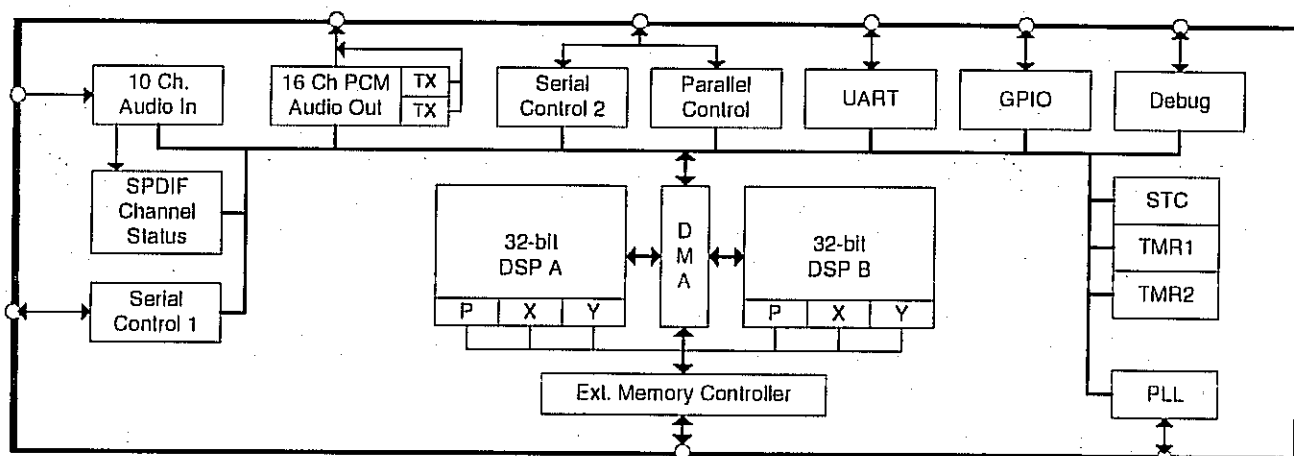 10 Ch.
Audio In
16 Ch PCM
Audio Out
TX
TX
Serial
Control 2
Parallel
Control
UART
GPIO
Debug
SPDIF
Channel
Status
Serial
Control 1
32-bit
DSP A
P X Y
D
M
A
32-bit
DSP B
P X Y
STC
TMR1
TMR2
Ext. Memory Controller
PLL